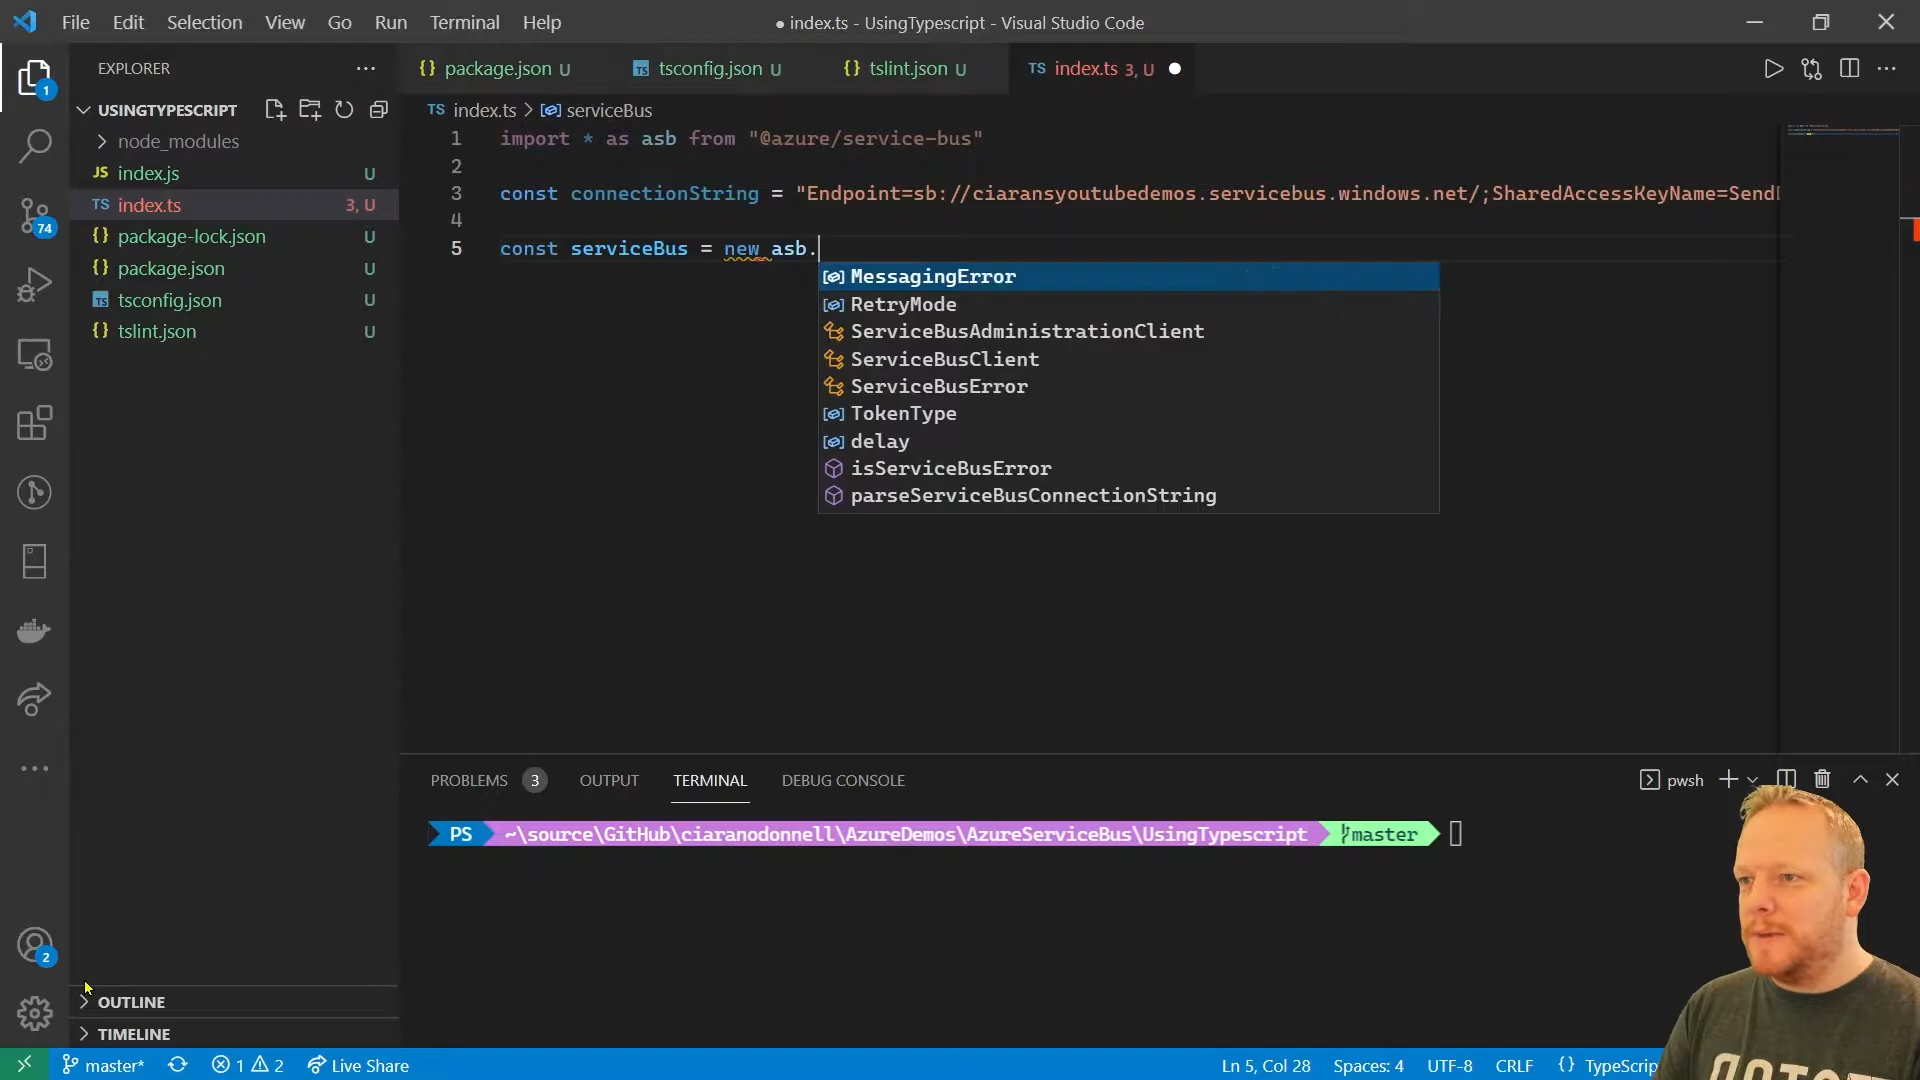 File Edit Selection View Go Run Terminal Help
● index.ts - UsingTypescript - Visual Studio Code
EXPLORER
{} package.json U
TS tsconfig.json U
{} tslint.json U
TS index.ts 3, U
1
USINGTYPESCRIPT
TS index.ts > serviceBus
node_modules
JS index.js U
TS index.ts 3, U
{} package-lock.json U
{} package.json U
TS tsconfig.json U
{} tslint.json U
74
1 import * as asb from "@azure/service-bus"
2
3 const connectionString = "Endpoint=sb://ciaransyoutubedemos.servicebus.windows.net/;SharedAccessKeyName=Send
4
5 const serviceBus = new asb.
MessagingError
RetryMode
ServiceBusAdministrationClient
ServiceBusClient
ServiceBusError
TokenType
delay
isServiceBusError
parseServiceBusConnectionString
PROBLEMS 3 OUTPUT TERMINAL DEBUG CONSOLE
pwsh
PS ~\source\GitHub\ciaranodonnell\AzureDemos\AzureServiceBus\UsingTypescript master
2
OUTLINE
TIMELINE
master* 1 2 Live Share
Ln 5, Col 28 Spaces: 4 UTF-8 CRLF {} TypeScrip